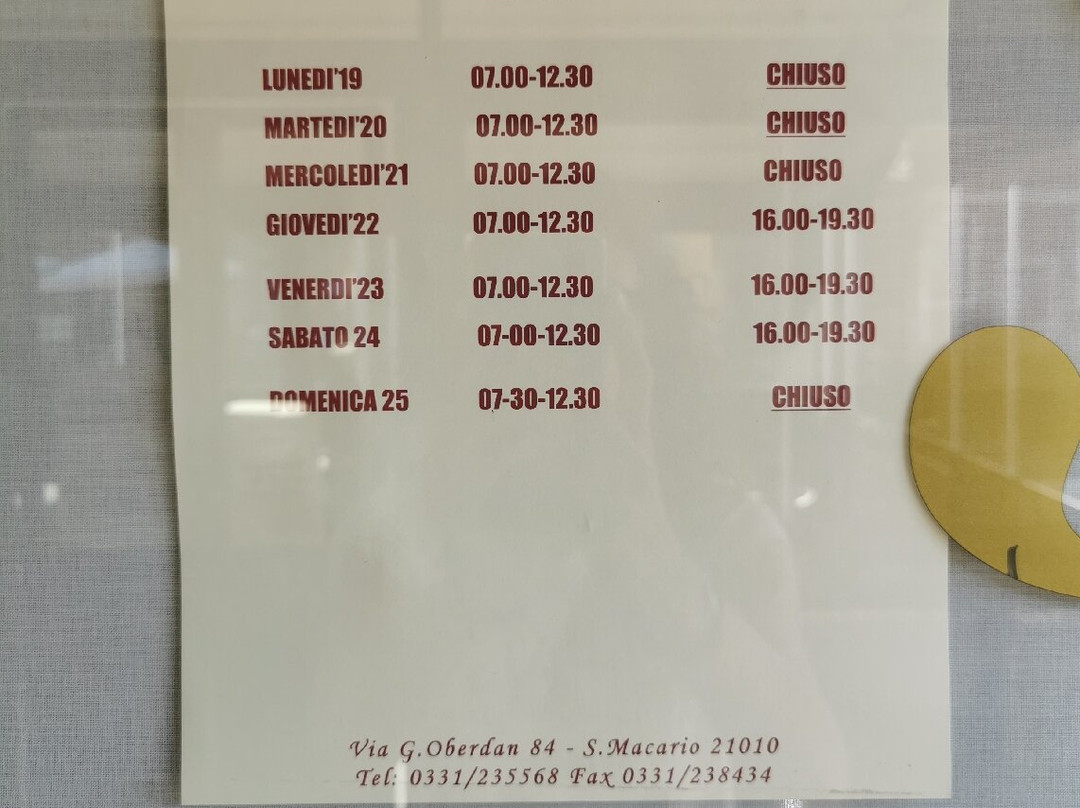 LUNEDI'19 07.00-12.30 CHIUSO
MARTEDI'20 07.00-12.30 CHIUSO
MERCOLEDI'21 07.00-12.30 CHIUSO
GIOVEDI'22 07.00-12.30 16.00-19.30
VENERDI'23 07.00-12.30 16.00-19.30
SABATO 24 07-00-12.30 16.00-19.30
DOMENICA 25 07-30-12.30 CHIUSO
Via G.Oberdan 84 - S.Macario 21010
Tel: 0331/235568 Fax 0331/238434